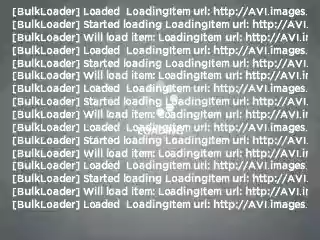 [BulkLoader] Loaded LoadingItem url: http://AVI.images.
[BulkLoader] Started loading LoadingItem url: http://AVI.
[BulkLoader] Will load item: LoadingItem url: http://AVI.ir
[BulkLoader] Loaded LoadingItem url: http://AVI.images.
[BulkLoader] Started loading LoadingItem url: http://AVI.
[BulkLoader] Will load item: LoadingItem url: http://AVI.ir
[BulkLoader] Loaded LoadingItem url: http://AVI.images.
[BulkLoader] Started loading LoadingItem url: http://AVI.
[BulkLoader] Will load item: LoadingItem url: http://AVI.ir
[BulkLoader] Loaded LoadingItem url: http://AVI.images.
[BulkLoader] Started loading LoadingItem url: http://AVI.
[BulkLoader] Will load item: LoadingItem url: http://AVI.ir
[BulkLoader] Loaded LoadingItem url: http://AVI.images.
[BulkLoader] Started loading LoadingItem url: http://AVI.
[BulkLoader] Will load item: LoadingItem url: http://AVI.ir
[BulkLoader] Loaded LoadingItem url: http://AVI.images.